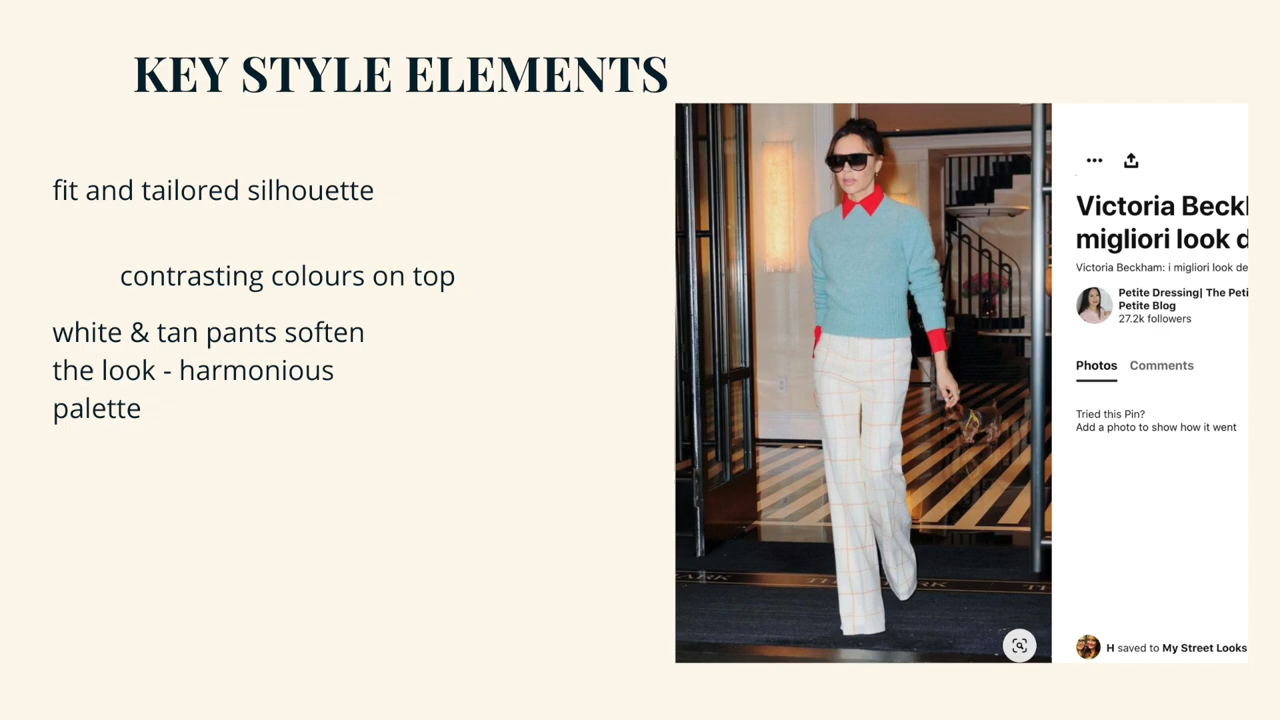 KEY STYLE ELEMENTS
fit and tailored silhouette
contrasting colours on top
white & tan pants soften
the look - harmonious
palette
Victoria Beck
migliori look d
Victoria Beckham: i migliori look de
Petite Dressing| The Peti
Petite Blog
27.2k followers
Photos Comments
Tried this Pin?
Add a photo to show how it went
H saved to My Street Looks